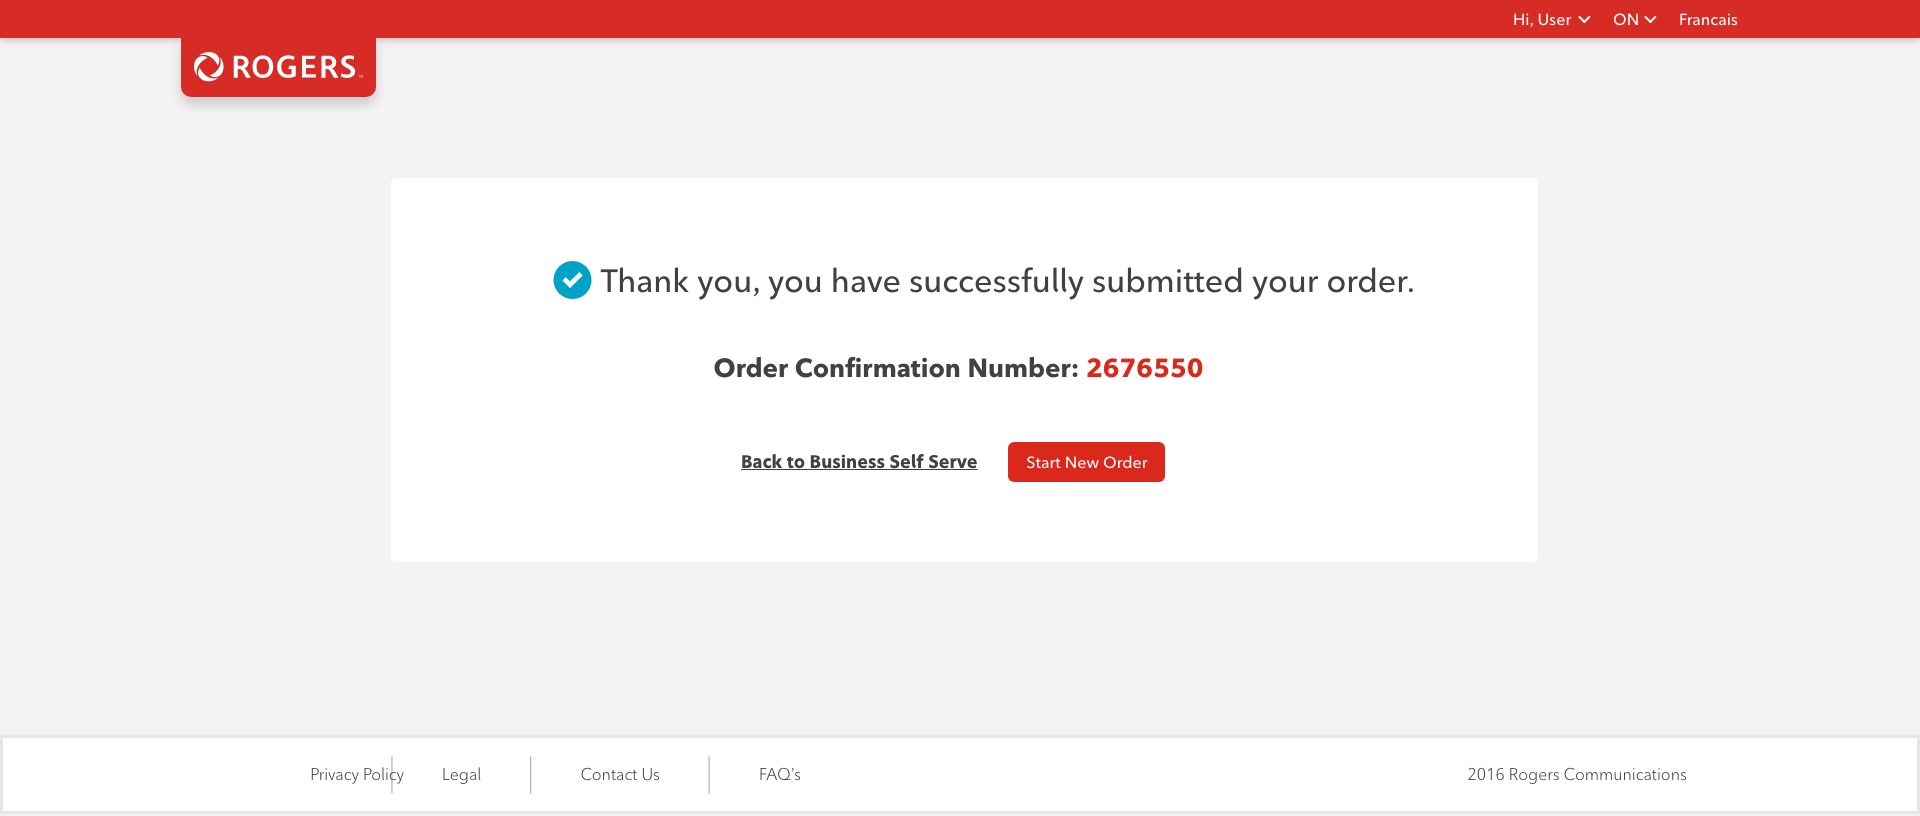 Hi, User ON Francais
ROGERS
Thank you, you have successfully submitted your order.
Order Confirmation Number: 2676550
Back to Business Self Serve Start New Order
Privacy Policy Legal Contact Us FAQ's 2016 Rogers Communications